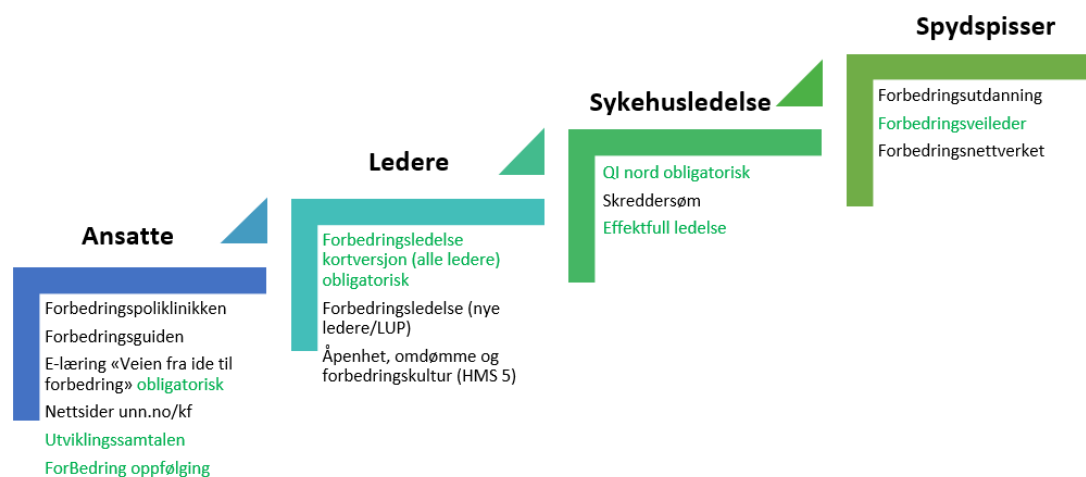 Ansatte
Forbedringspoliklinikken
Forbedringsguiden
E-læring «Veien fra ide til
forbedring» obligatorisk
Nettsider unn.no/kf
Utviklingssamtalen
ForBedring oppfølging
Ledere
Forbedringsledelse
kortversjon (alle ledere)
obligatorisk
Forbedringsledelse (nye
ledere/LUP)
Åpenhet, omdømme og
forbedringskultur (HMS 5)
Sykehusledelse
QI nord obligatorisk
Skreddersøm
Effektfull ledelse
Spydspisser
Forbedringsutdanning
Forbedringsveileder
Forbedringsnettverket